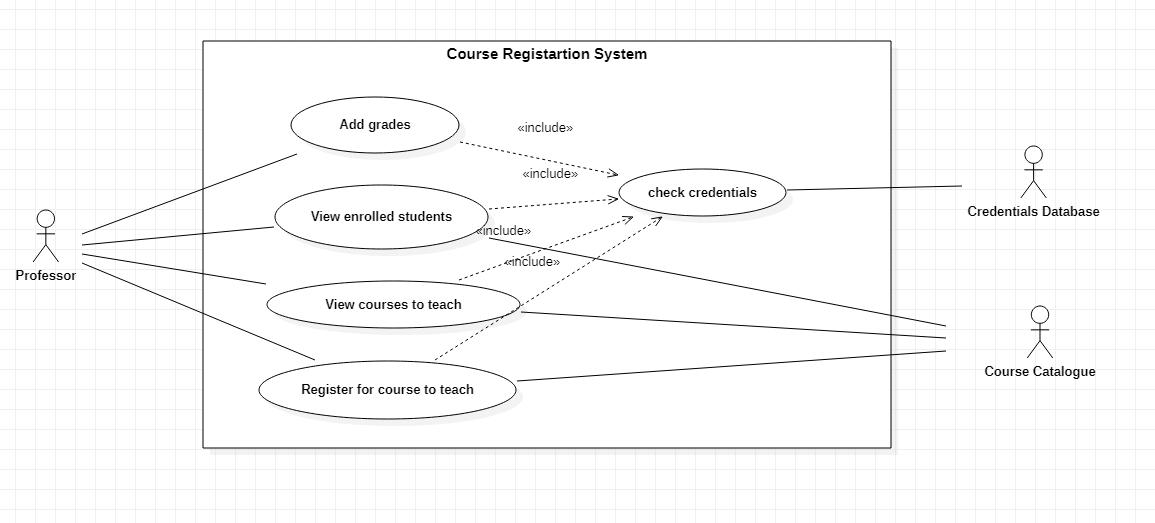 Course Registartion System
Add grades
«include»
«include»
check credentials
View enrolled students
«include»
«include»
View courses to teach
Register for course to teach
Professor
Credentials Database
Course Catalogue